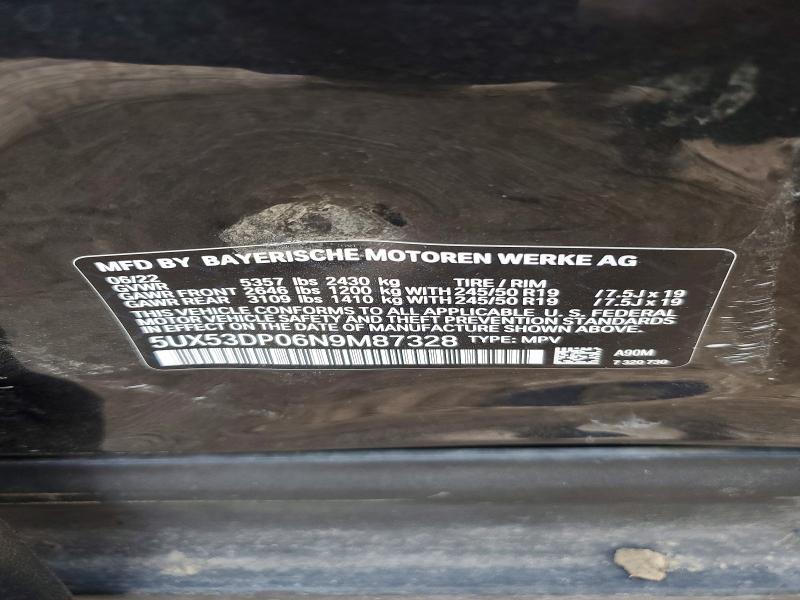 MFD BY BAYERISCHE MOTOREN WERKE AG
06/22
GVWR 5357 lbs 2430 kg TIRE / RIM
GAWR FRONT 2646 lbs 1200 kg WITH 245/50 R19 / 7.5J x 19
GAWR REAR 3109 lbs 1410 kg WITH 245/50 R19 / 7.5J x 19
THIS VEHICLE CONFORMS TO ALL APPLICABLE U. S. FEDERAL
MOTOR VEHICLE SAFETY AND THEFT PREVENTION STANDARDS
IN EFFECT ON THE DATE OF MANUFACTURE SHOWN ABOVE.
5UX53DP06N9M87328 TYPE: MPV
A90M
7 320 730